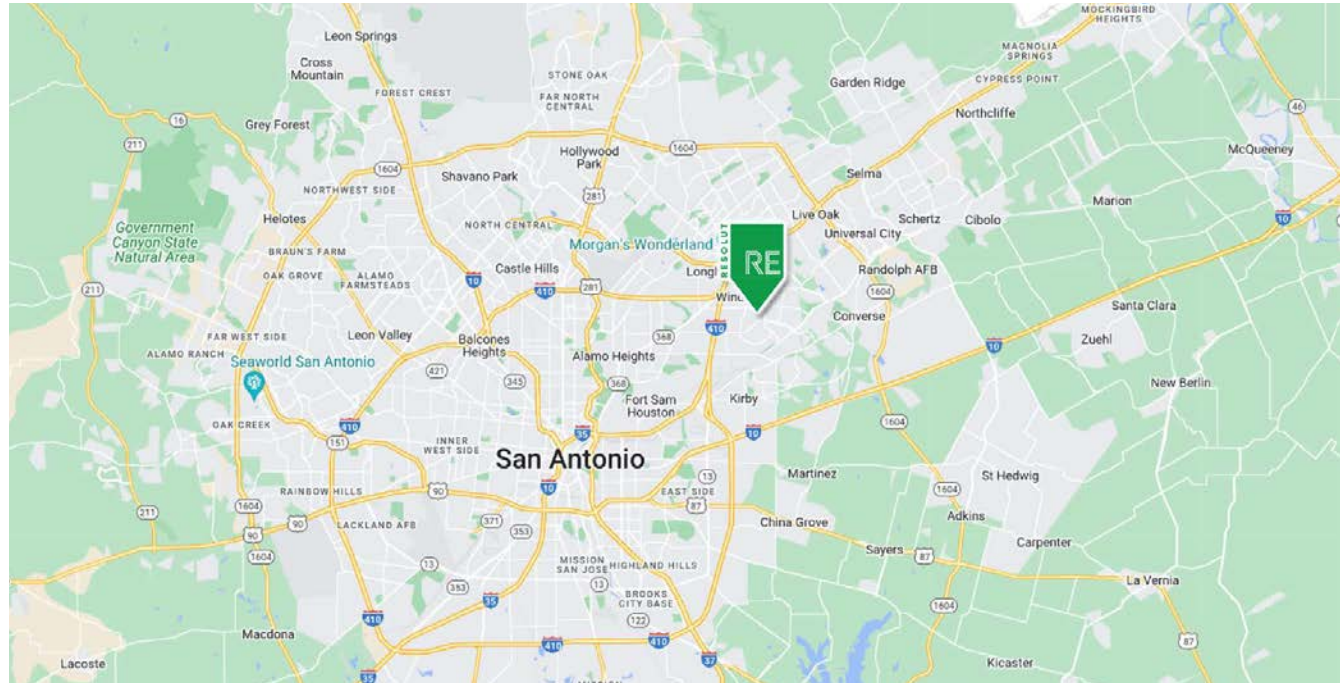 MOCKINGBIRD
HEIGHTS
Leon Springs
MAGNOLIA
SPRINGS
Cross
Mountain
STONE OAK
CYPRESS POINT
Garden Ridge
FOREST CREST
FAR NORTH
CENTRAL
46
Northcliffe
16
Grey Forest
211
Hollywood
Park
1604
McQueeney
1604
Shavano Park
Selma
NORTHWEST SIDE
281
Marion
Helotes
NORTH CENTRAL
Live Oak
Schertz
Cibolo
10
Government
Canyon State
Natural Area
BRAUN'S FARM
Morgan's Wonderland
RESOLUT
RE
Universal City
OAK GROVE
ALAMO
FARMSTEADS
Castle Hills
Longh
Randolph AFB
10
281
211
410
Winc
1604
Santa Clara
FAR WEST SIDE
Leon Valley
Balcones
Heights
368
410
Converse
Zuehl
10
ALAMO RANCH
Seaworld San Antonio
Alamo Heights
421
345
368
New Berlin
Fort Sam
Houston
Kirby
OAK CREEK
410
151
INNER
WEST SIDE
35
10
1604
San Antonio
13
Martinez
St Hedwig
RAINBOW HILLS
90
10
EAST SIDE
1604
1604
211
87
90
LACKLAND AFB
371
353
China Grove
Adkins
90
1604
Carpenter
Sayers
87
13
MISSION
SAN JOSE
HIGHLAND HILLS
La Vernia
353
13
35
BROOKS
CITY BASE
1604
410
122
Macdona
410
410
87
37
Lacoste
35
Kicaster